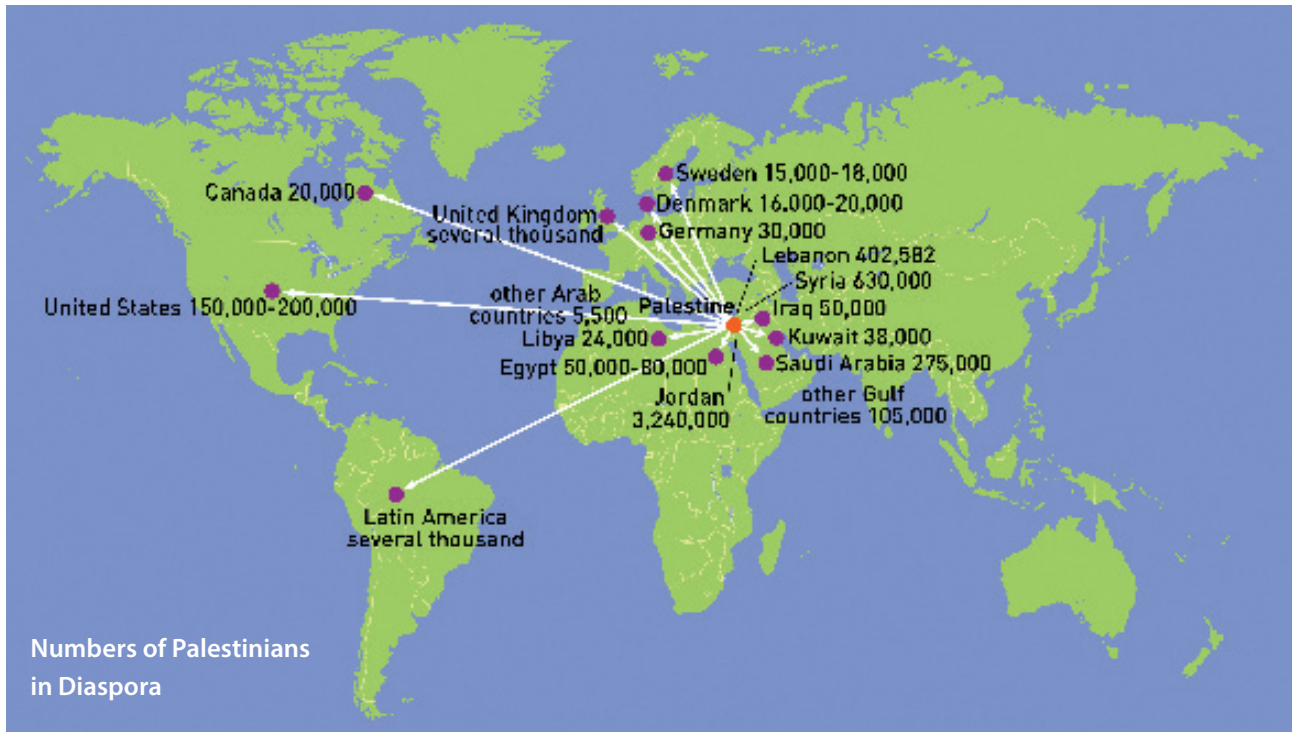 Sweden 15,000-18,000
Canada 20,000
Denmark 16.000-20,000
United Kingdom
several thousand
Germany 30,000
Lebanon 402,582
Syria 630,000
other Arab
countries 5,500
Palestine
Iraq 50,000
United States 150,000-200,000
Libya 24,000
Kuwait 38,000
Egypt 50,000-80,000
Saudi Arabia 275,000
Jordan
3,240,000
other Gulf
countries 105,000
Latin America
several thousand
Numbers of Palestinians
in Diaspora